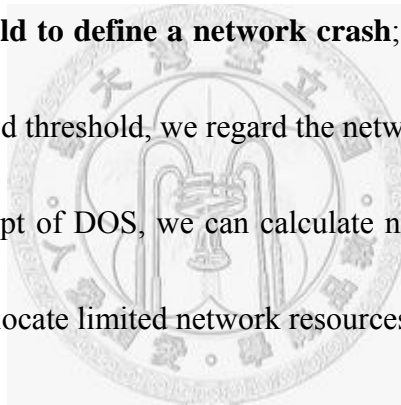 ld to define a network crash;
d threshold, we regard the netw
pt of DOS, we can calculate n
locate limited network resources